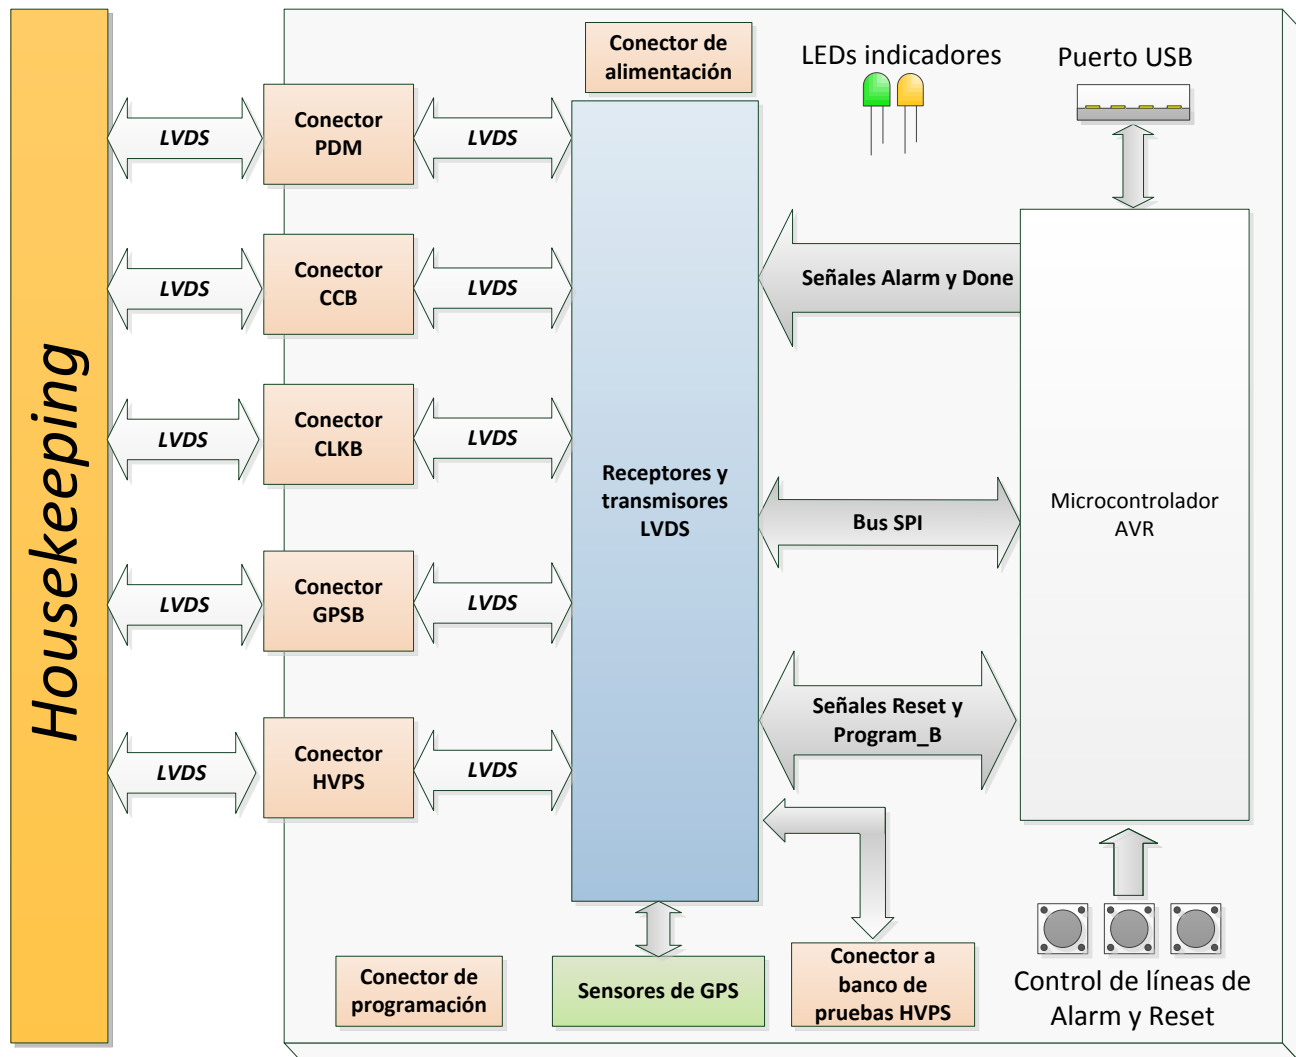 Housekeeping
Conector de
alimentación
LEDs indicadores
Puerto USB
LVDS
Conector
PDM
LVDS
LVDS
Conector
CCB
LVDS
Señales Alarm y Done
LVDS
Conector
CLKB
LVDS
Receptores y
transmisores
LVDS
Bus SPI
Microcontrolador
AVR
LVDS
Conector
GPSB
LVDS
Señales Reset y
Program_B
LVDS
Conector
HVPS
LVDS
Conector de
programación
Sensores de GPS
Conector a
banco de
pruebas HVPS
Control de líneas de
Alarm y Reset